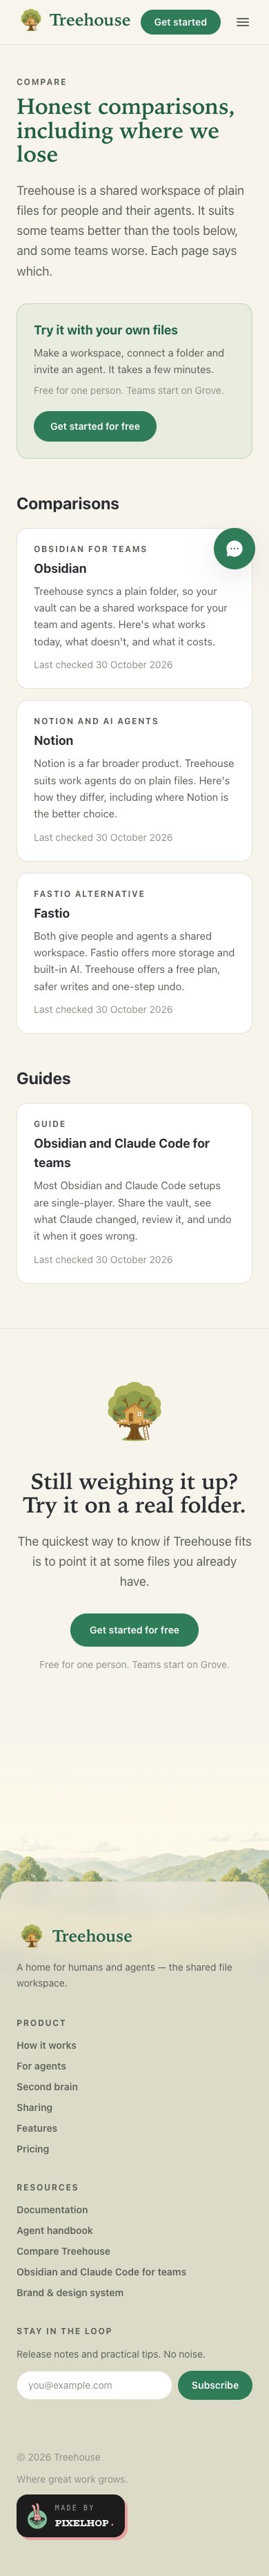 Treehouse
Get started
COMPARE
Honest comparisons,
including where we
lose
Treehouse is a shared workspace of plain
files for people and their agents. It suits
some teams better than the tools below,
and some teams worse. Each page says
which.
Try it with your own files
Make a workspace, connect a folder and
invite an agent. It takes a few minutes.
Free for one person. Teams start on Grove.
Get started for free
Comparisons
OBSIDIAN FOR TEAMS
Obsidian
Treehouse syncs a plain folder, so your
vault can be a shared workspace for your
team and agents. Here's what works
today, what doesn't, and what it costs.
Last checked 30 October 2026
NOTION AND AI AGENTS
Notion
Notion is a far broader product. Treehouse
suits work agents do on plain files. Here's
how they differ, including where Notion is
the better choice.
Last checked 30 October 2026
FASTIO ALTERNATIVE
Fastio
Both give people and agents a shared
workspace. Fastio offers more storage and
built-in AI. Treehouse offers a free plan,
safer writes and one-step undo.
Last checked 30 October 2026
Guides
GUIDE
Obsidian and Claude Code for
teams
Most Obsidian and Claude Code setups
are single-player. Share the vault, see
what Claude changed, review it, and undo
it when it goes wrong.
Last checked 30 October 2026
Still weighing it up?
Try it on a real folder.
The quickest way to know if Treehouse fits
is to point it at some files you already
have.
Get started for free
Free for one person. Teams start on Grove.
Treehouse
A home for humans and agents — the shared file
workspace.
PRODUCT
How it works
For agents
Second brain
Sharing
Features
Pricing
RESOURCES
Documentation
Agent handbook
Compare Treehouse
Obsidian and Claude Code for teams
Brand & design system
STAY IN THE LOOP
Release notes and practical tips. No noise.
you@example.com
Subscribe
© 2026 Treehouse
Where great work grows.
MADE BY
PIXELHOP.